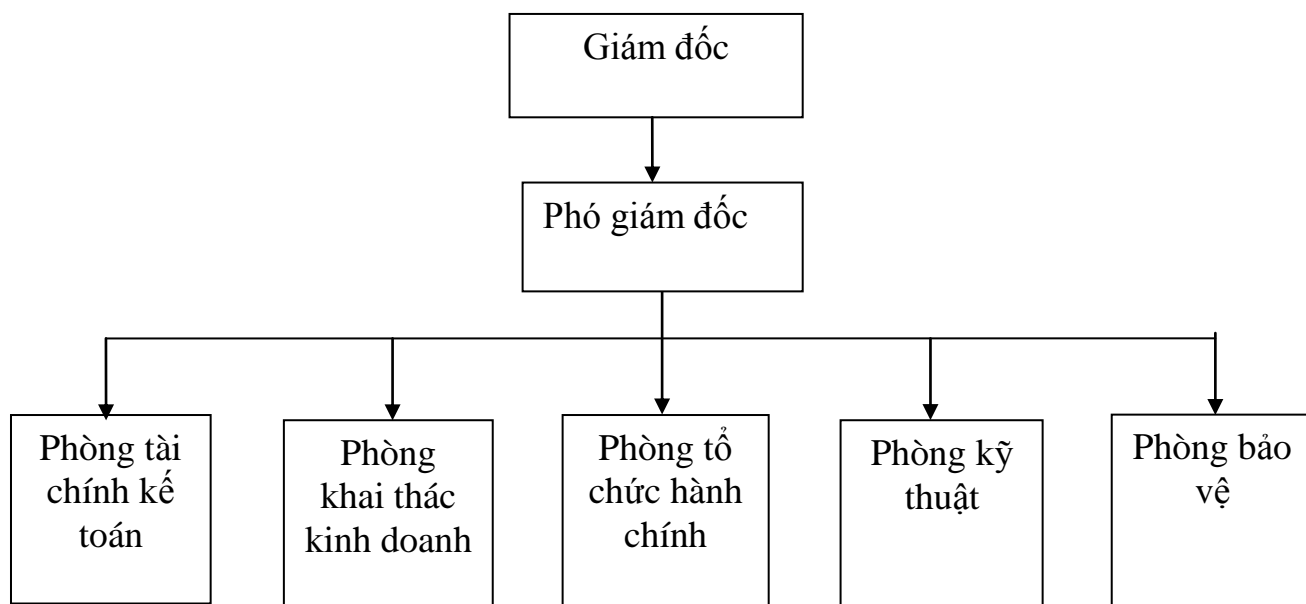 Giám đốc
Phó giám đốc
Phòng tài
chính kế
toán
Phòng
khai thác
kinh doanh
Phòng tổ
chức hành
chính
Phòng kỹ
thuật
Phòng bảo
vệ